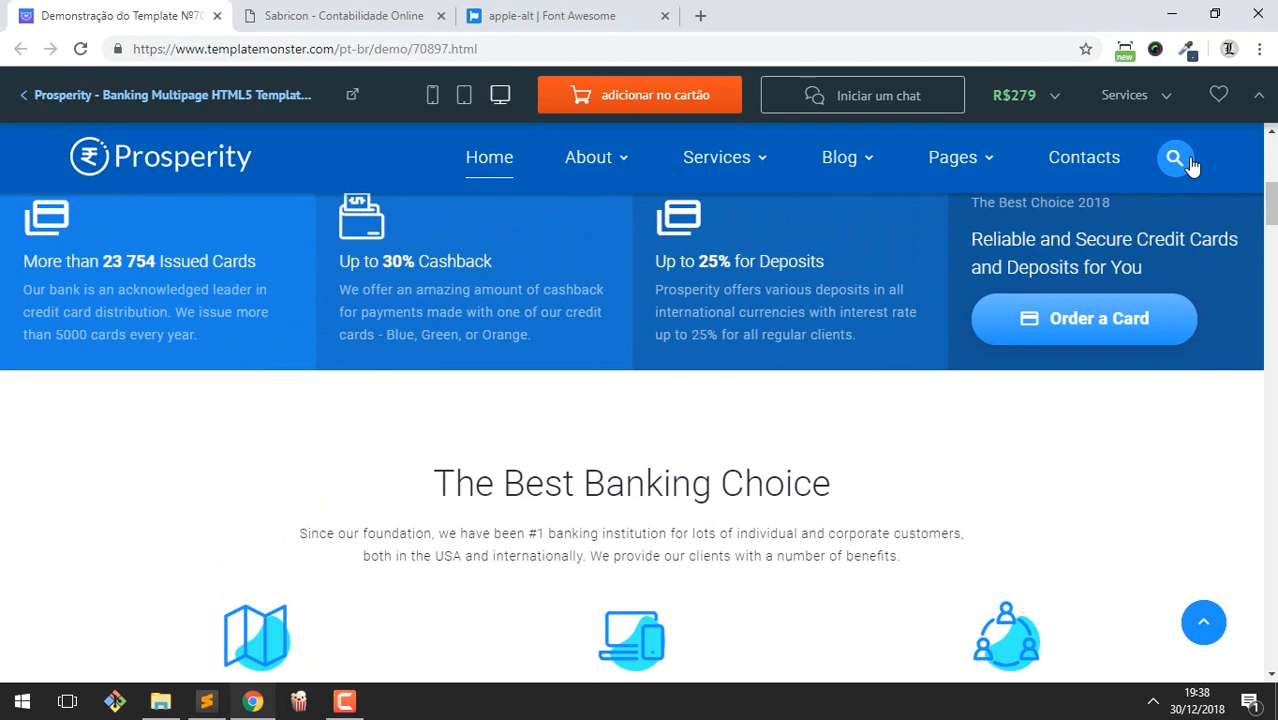 Demonstração do Template Nº70
Sabricon - Contabilidade Online
apple-alt | Font Awesome
https://www.templatemonster.com/pt-br/demo/70897.html
new
Prosperity - Banking Multipage HTML5 Templat...
adicionar no cartão
Iniciar um chat
R$279
Services
Prosperity
Home
About
Services
Blog
Pages
Contacts
The Best Choice 2018
More than 23 754 Issued Cards
Our bank is an acknowledged leader in
credit card distribution. We issue more
than 5000 cards every year.
Up to 30% Cashback
We offer an amazing amount of cashback
for payments made with one of our credit
cards - Blue, Green, or Orange.
Up to 25% for Deposits
Prosperity offers various deposits in all
international currencies with interest rate
up to 25% for all regular clients.
Reliable and Secure Credit Cards
and Deposits for You
Order a Card
The Best Banking Choice
Since our foundation, we have been #1 banking institution for lots of individual and corporate customers,
both in the USA and internationally. We provide our clients with a number of benefits.
19:38
30/12/2018
1